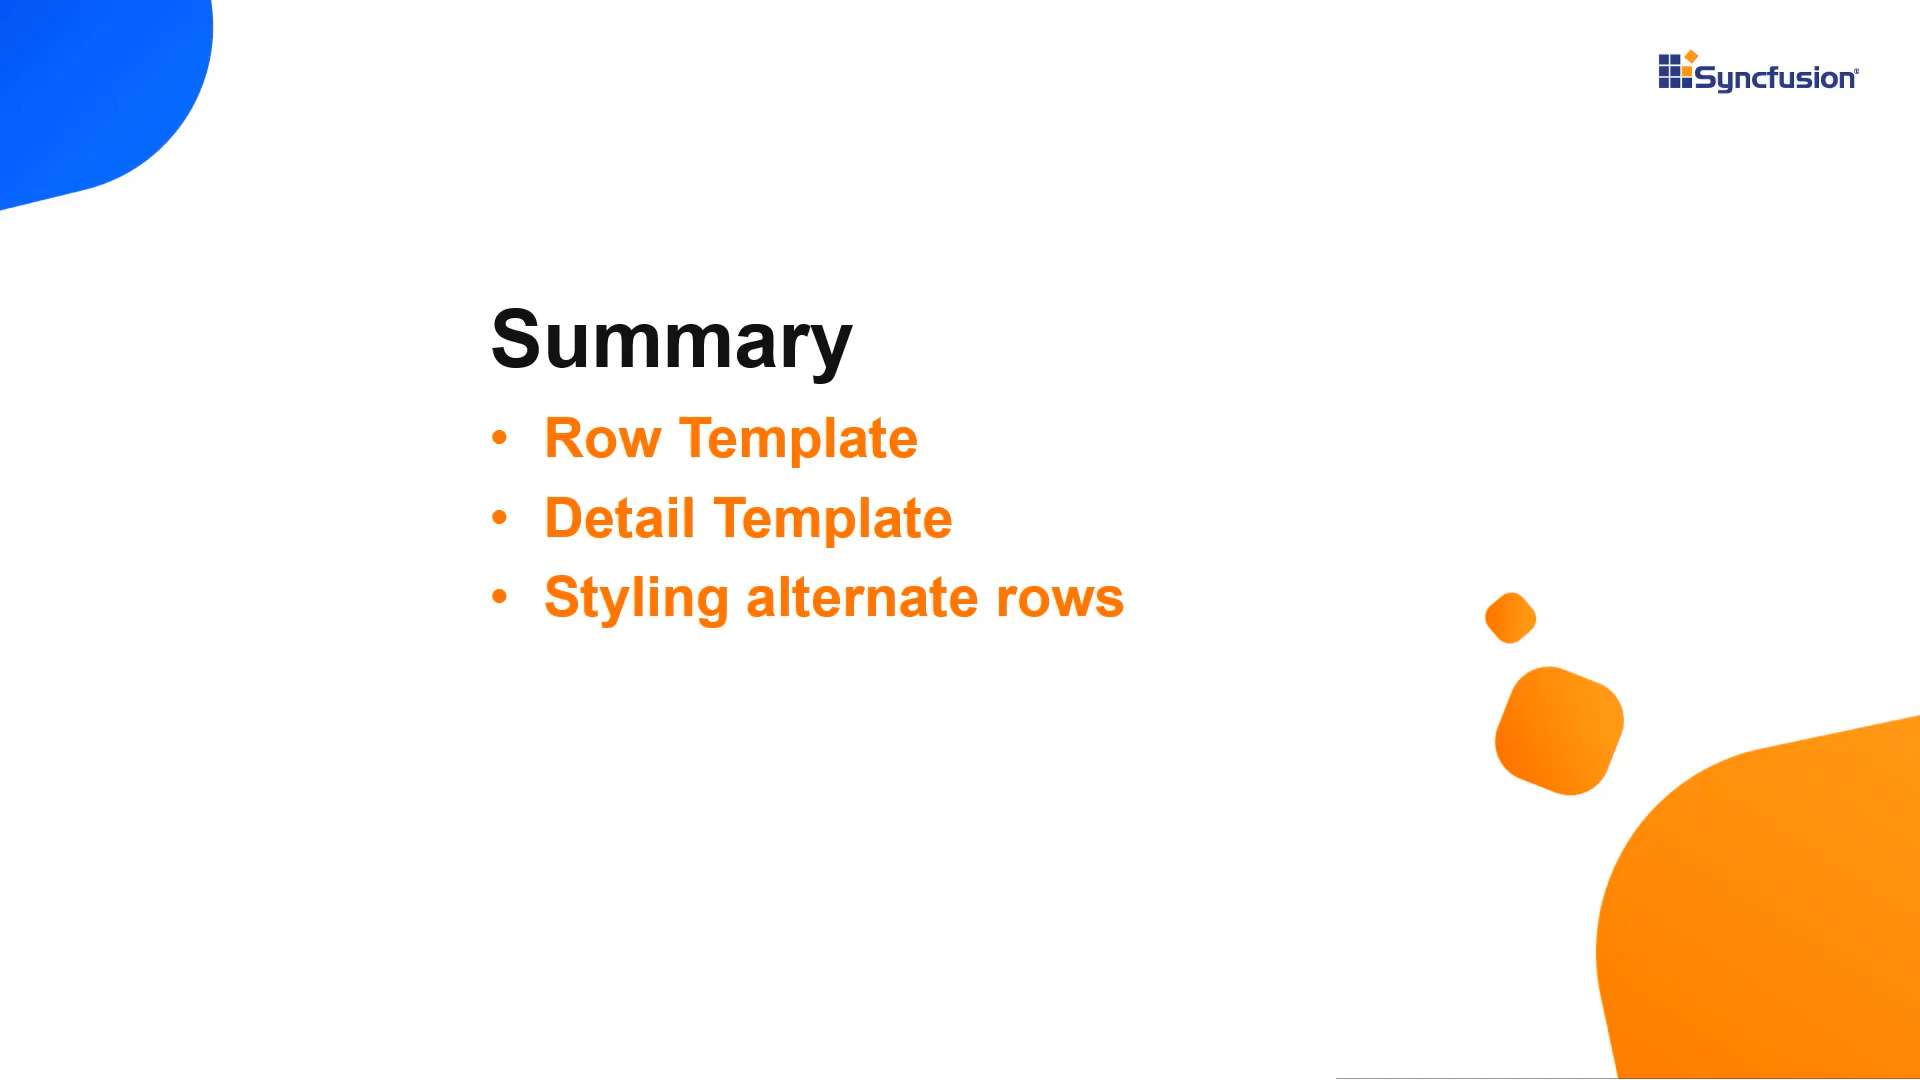 Syncfusion®
Summary
• Row Template
• Detail Template
• Styling alternate rows